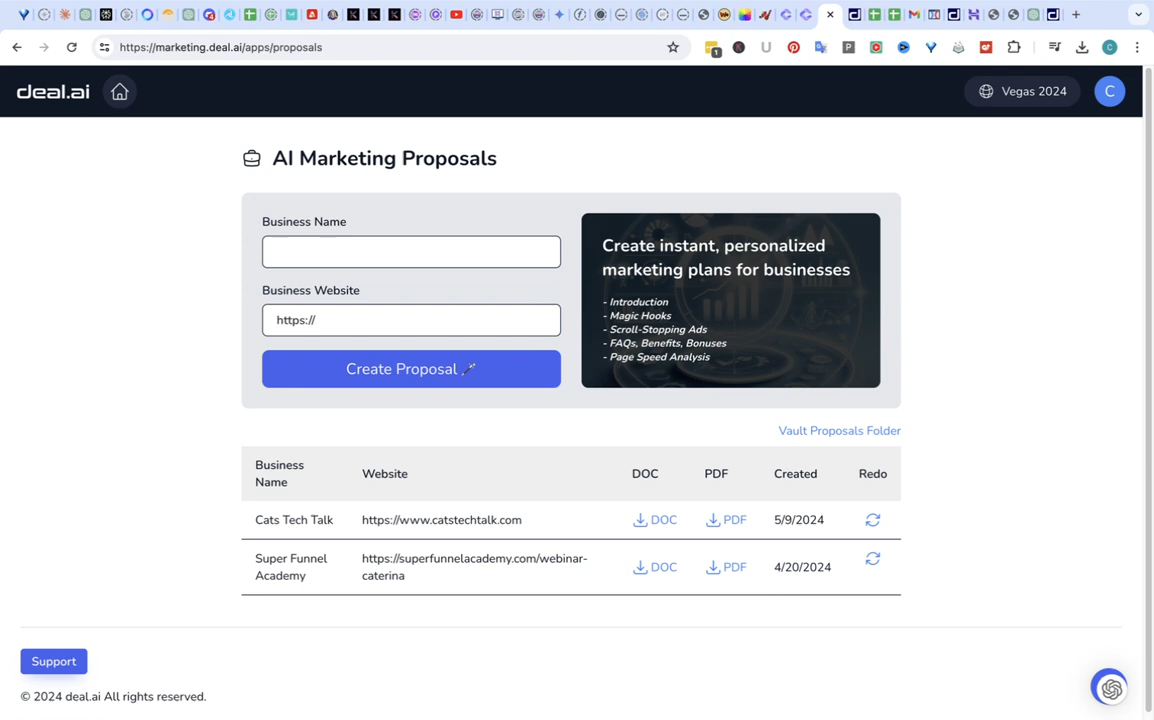 https://marketing.deal.ai/apps/proposals
1
C
deal.ai
Vegas 2024
C
AI Marketing Proposals
Business Name
Create instant, personalized
marketing plans for businesses
Business Website
- Introduction
- Magic Hooks
https://
- Scroll-Stopping Ads
- FAQs, Benefits, Bonuses
- Page Speed Analysis
Create Proposal
Vault Proposals Folder
Business
Name
Website
DOC
PDF
Created
Redo
Cats Tech Talk
https://www.catstechtalk.com
DOC
PDF
5/9/2024
Super Funnel
Academy
https://superfunnelacademy.com/webinar-
caterina
DOC
PDF
4/20/2024
Support
© 2024 deal.ai All rights reserved.